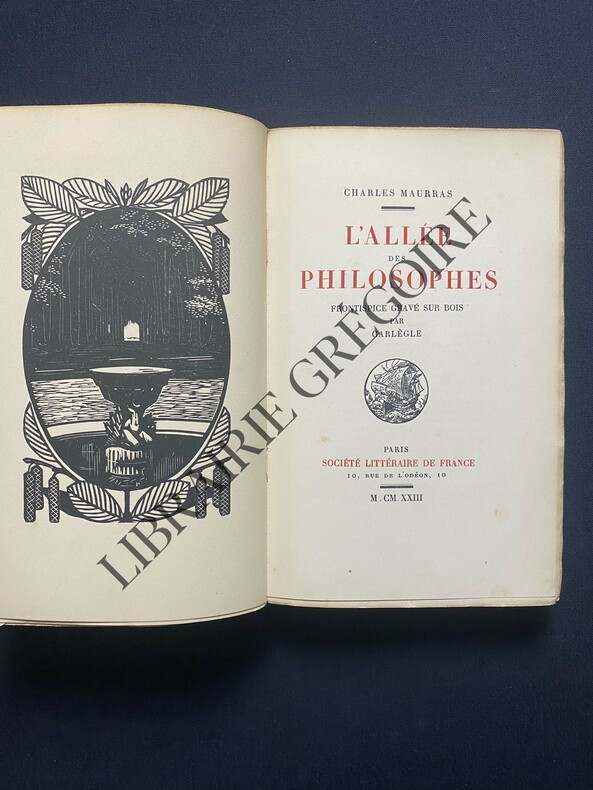 CHARLES MAURRAS
L'ALLÉE
DES
PHILOSOPHES
FRONTISPICE GRAVÉ SUR BOIS
PAR
CARLÈGLE
PARIS
SOCIÉTÉ LITTÉRAIRE DE FRANCE
10, RUE DE L'ODÉON, 10
M.CM.XXIII
LIBRAIRIE GRÉGOIRE